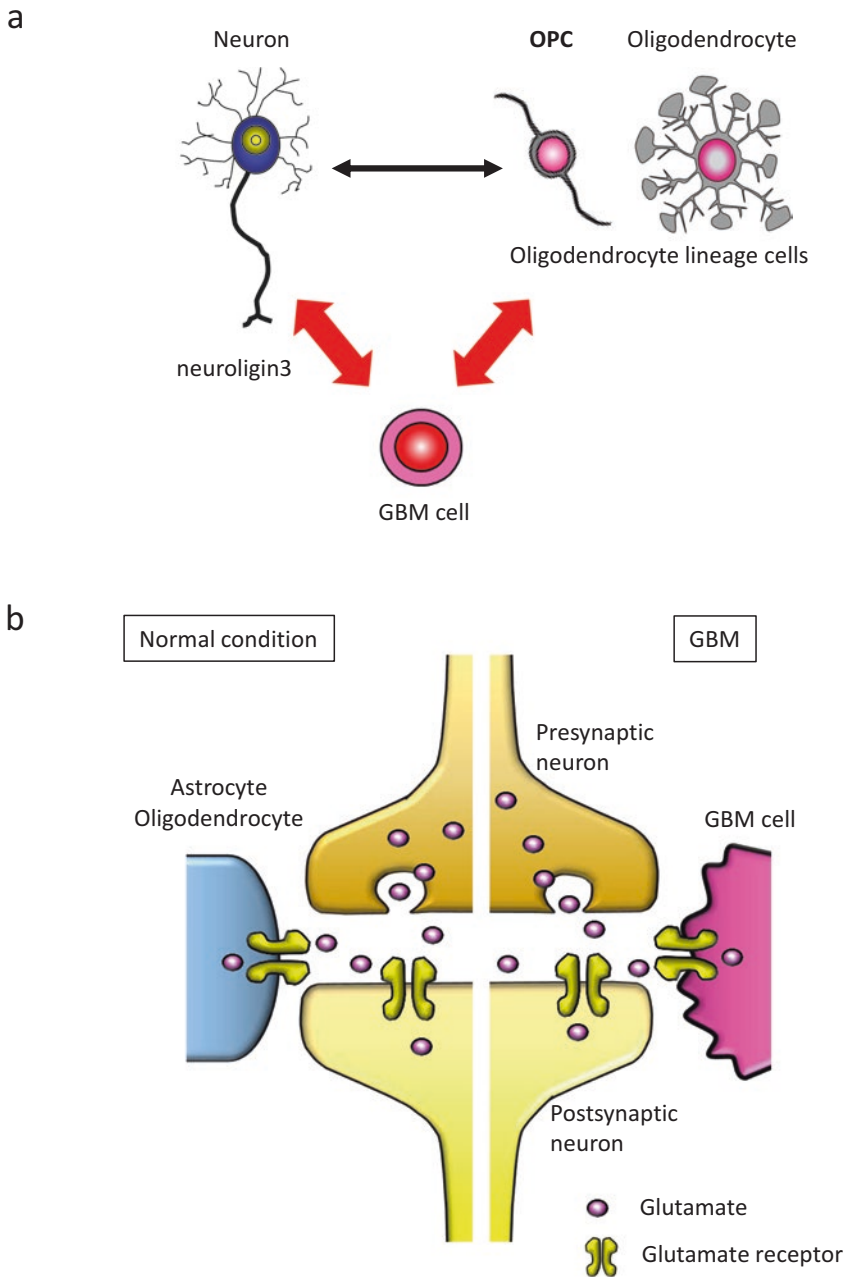 a
Neuron
OPC
Oligodendrocyte
Oligodendrocyte lineage cells
neuroligin3
GBM cell
b
Normal condition
GBM
Presynaptic
neuron
Astrocyte
Oligodendrocyte
GBM cell
Postsynaptic
neuron
Glutamate
Glutamate receptor